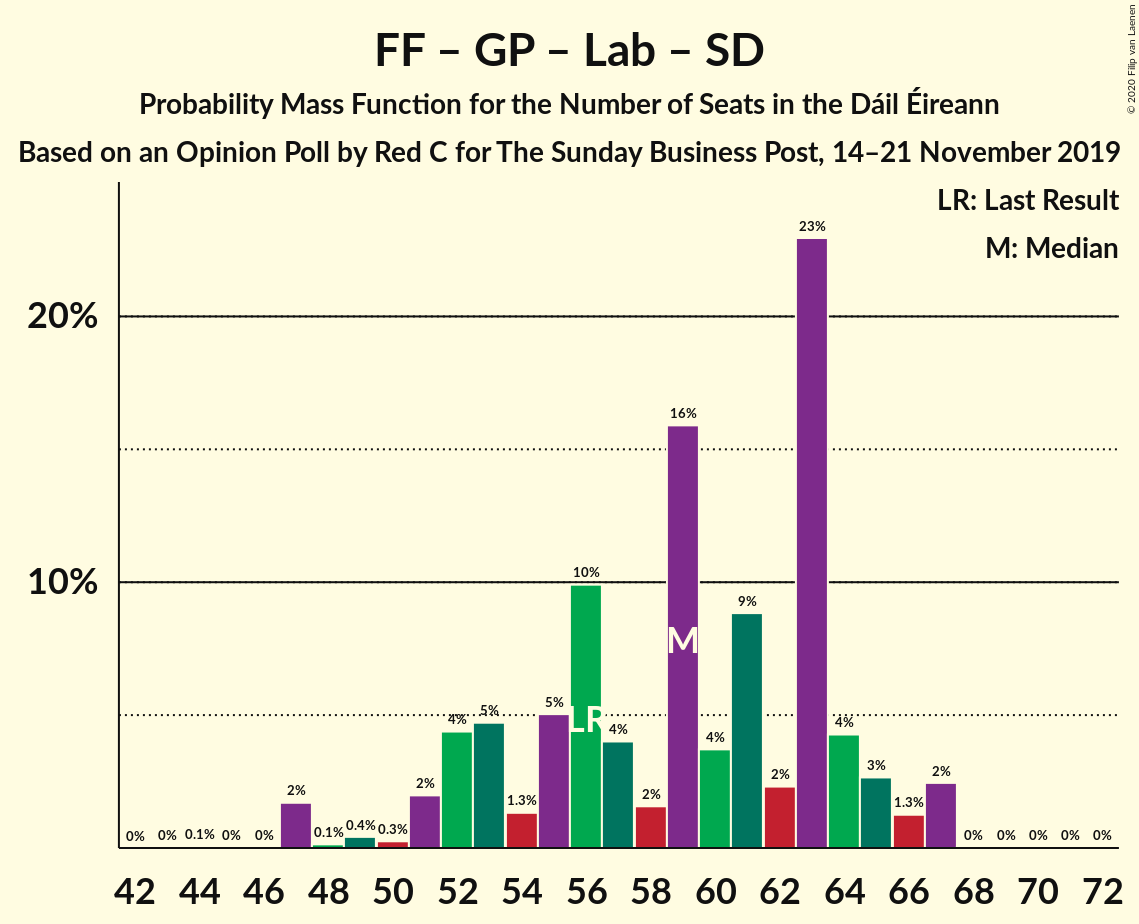 FF – GP – Lab – SD
Probability Mass Function for the Number of Seats in the Dáil Éireann
Based on an Opinion Poll by Red C for The Sunday Business Post, 14–21 November 2019
© 2020 Filip van Laenen
LR: Last Result
M: Median
20%
10%
0% 0% 0.1% 0% 0% 2% 0.1% 0.4% 0.3% 2% 4% 5% 1.3% 5% 10% 4% 2% 16% 4% 9% 2% 23% 4% 3% 1.3% 2% 0% 0% 0% 0% 0%
LR
M
42 44 46 48 50 52 54 56 58 60 62 64 66 68 70 72